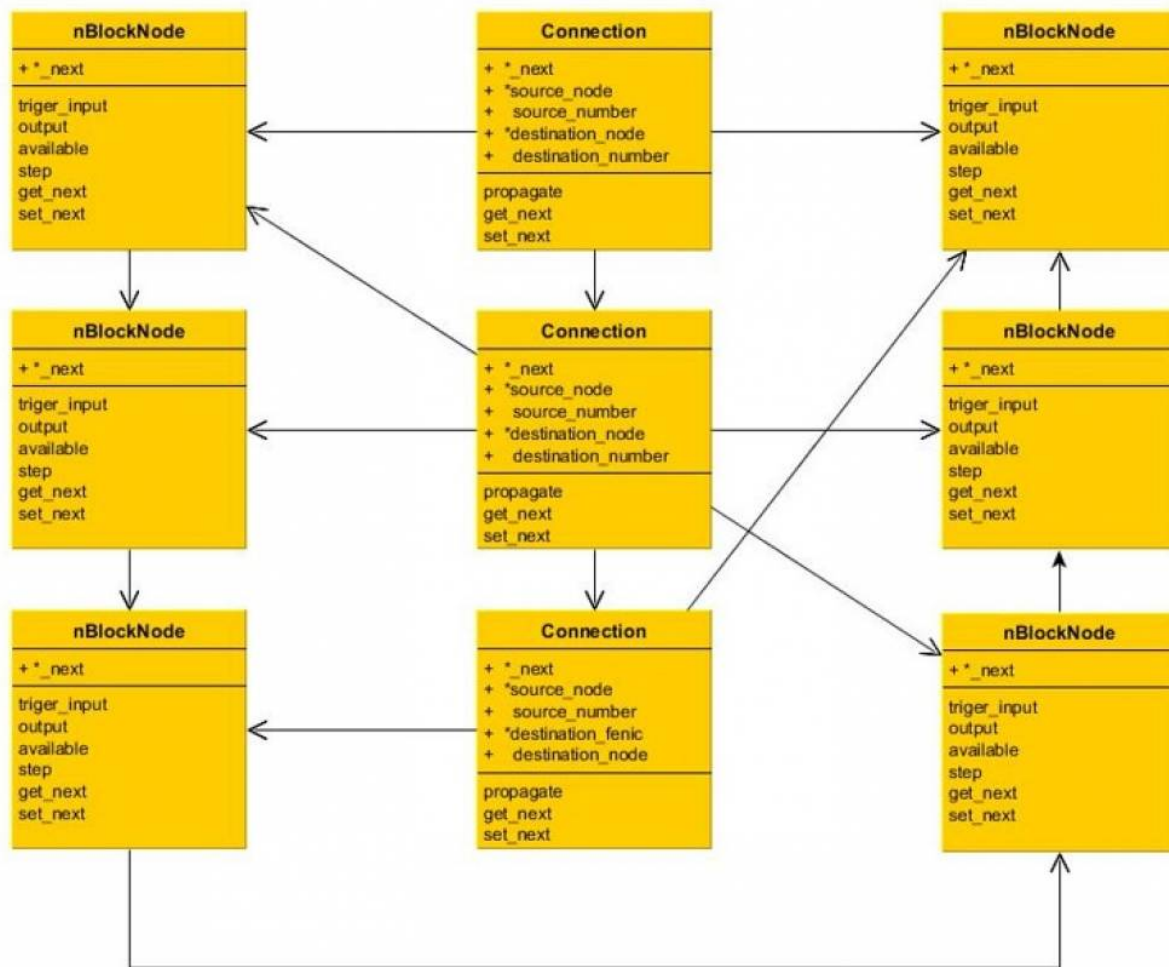 nBlockNode
+ *_next
triger_input
output
available
step
get_next
set_next
Connection
+ *_next
+ *source_node
+ source_number
+ *destination_node
+ destination_number
propagate
get_next
set_next
nBlockNode
+ *_next
triger_input
output
available
step
get_next
set_next
nBlockNode
+ *_next
triger_input
output
available
step
get_next
set_next
Connection
+ *_next
+ *source_node
+ source_number
+ *destination_node
+ destination_number
propagate
get_next
set_next
nBlockNode
+ *_next
triger_input
output
available
step
get_next
set_next
nBlockNode
+ *_next
triger_input
output
available
step
get_next
set_next
Connection
+ *_next
+ *source_node
+ source_number
+ *destination_fenic
+ destination_node
propagate
get_next
set_next
nBlockNode
+ *_next
triger_input
output
available
step
get_next
set_next